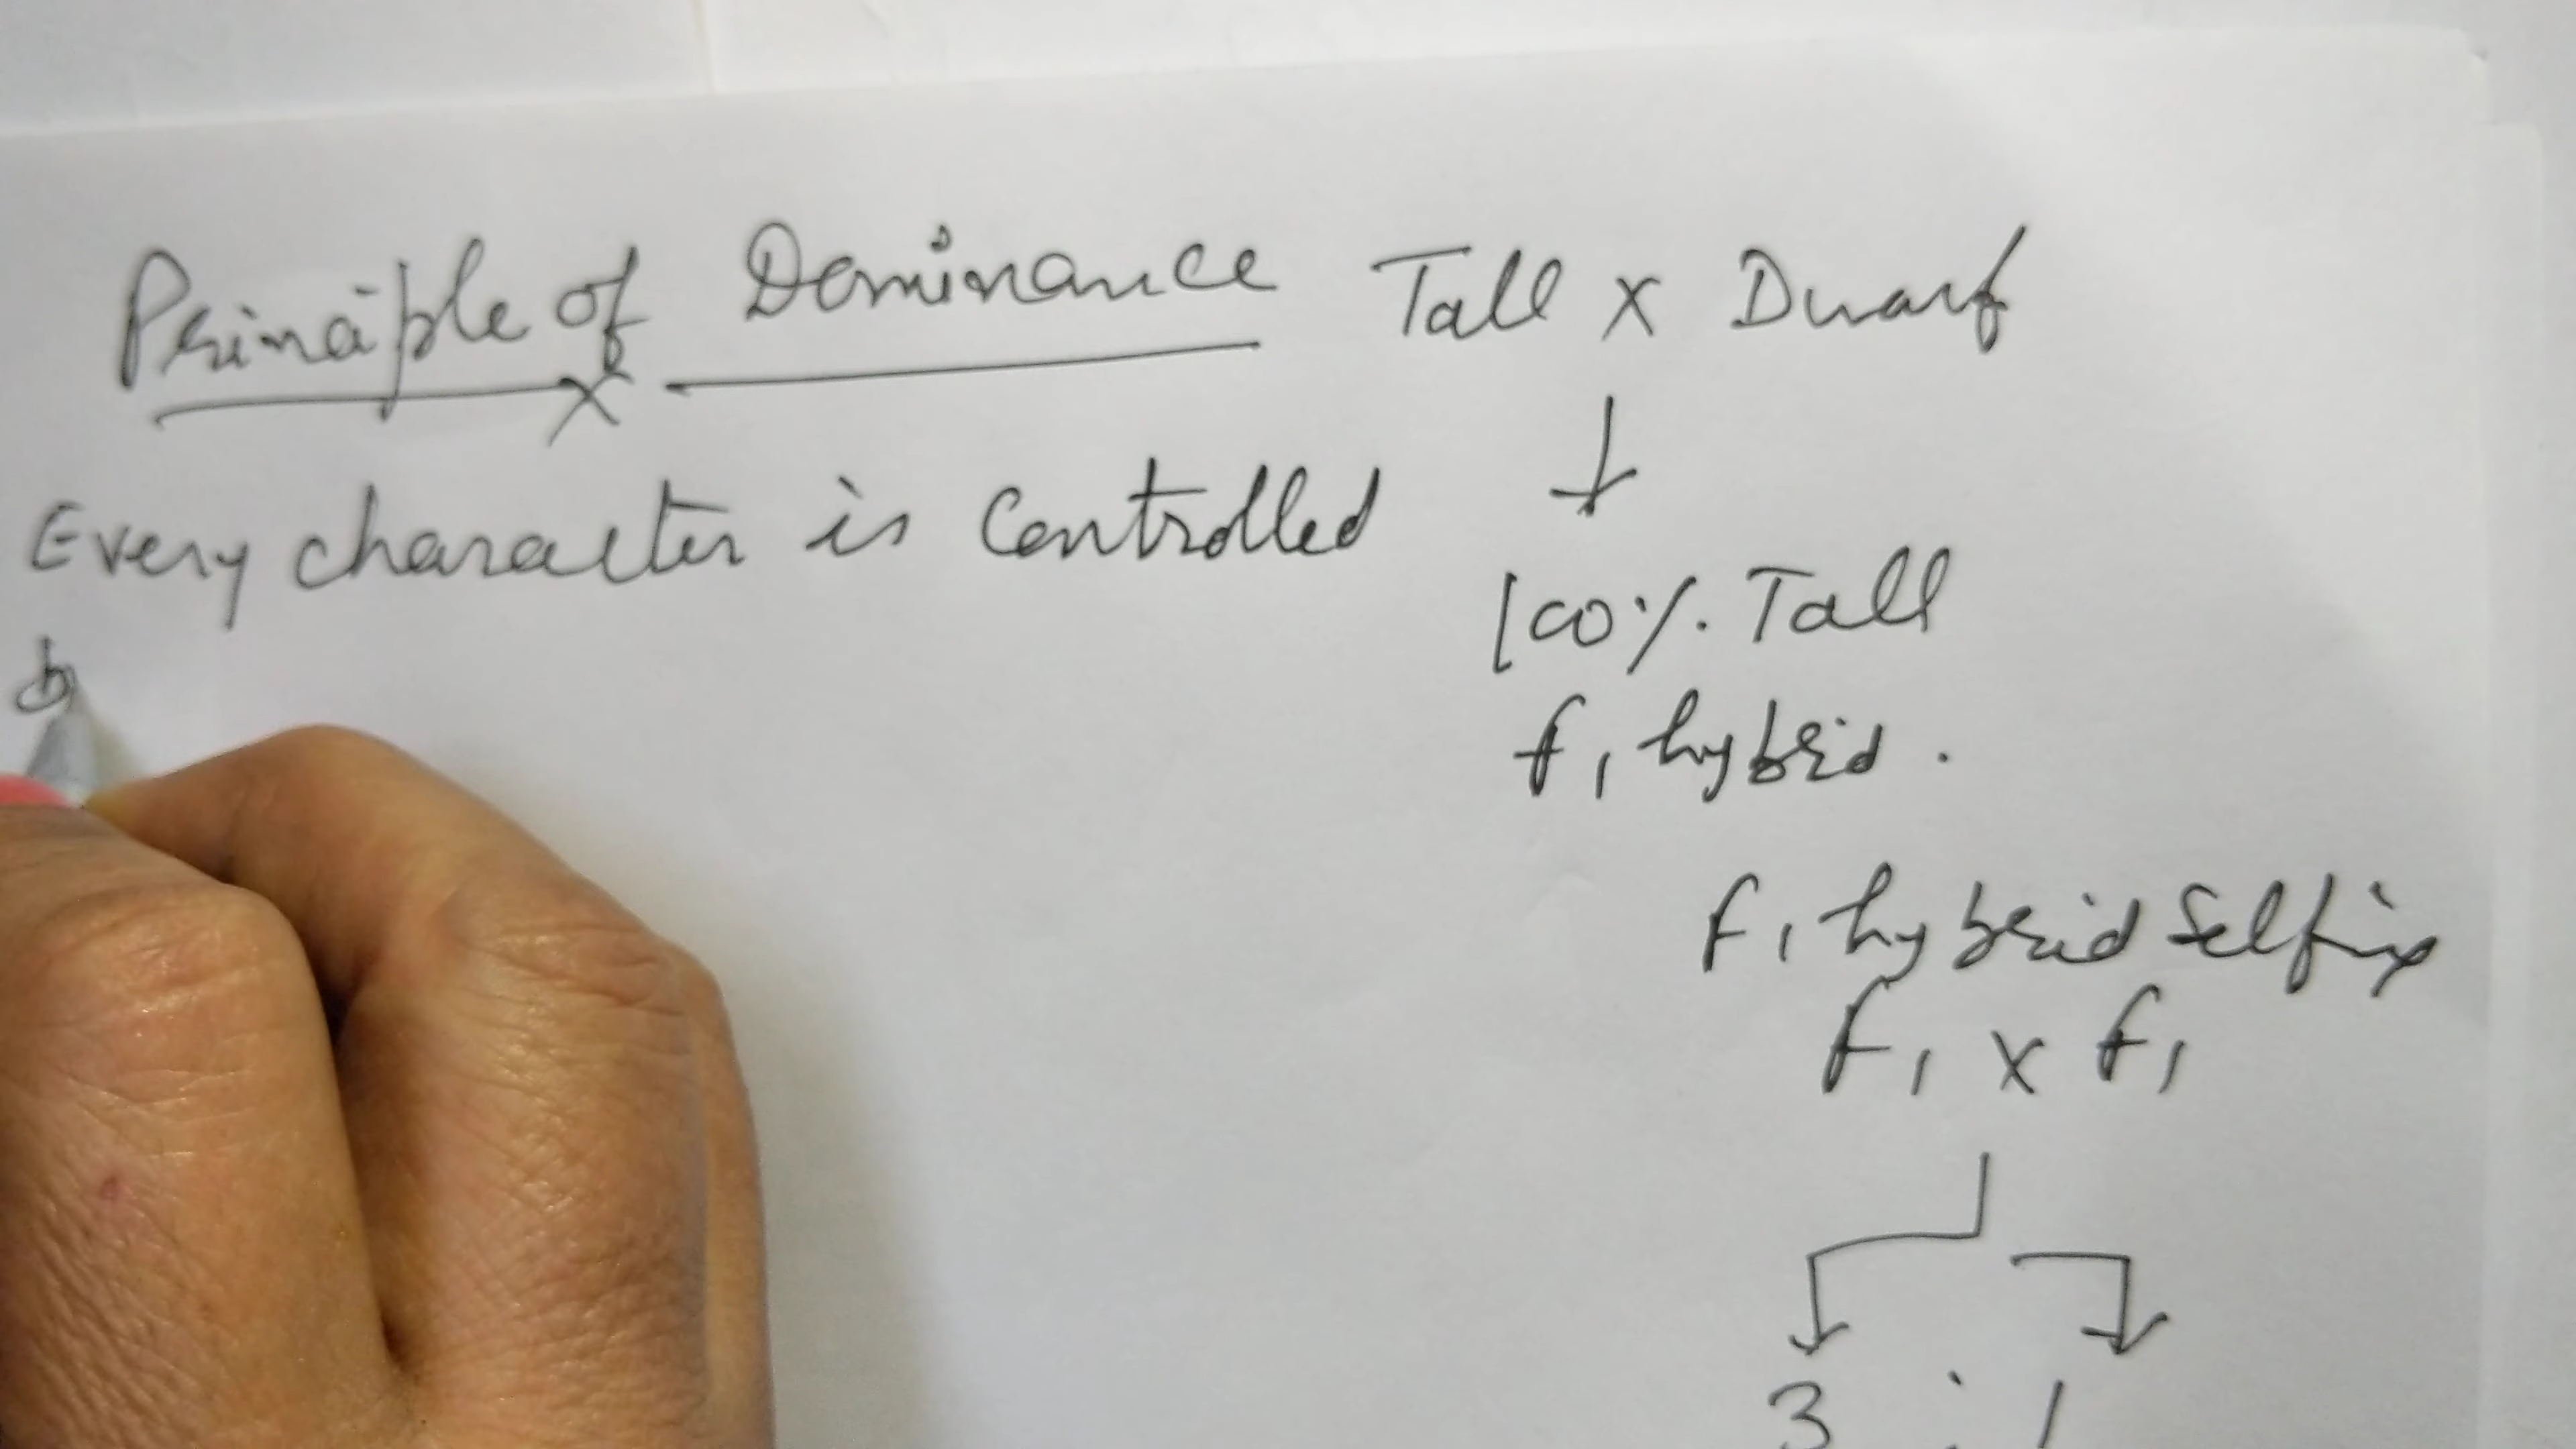 Principle of Dominance
Every character is controlled
b
Tall x Dwarf
100% Tall
F1 hybrid.
F1 hybrid Selfing
F1 x F1
3 : 1